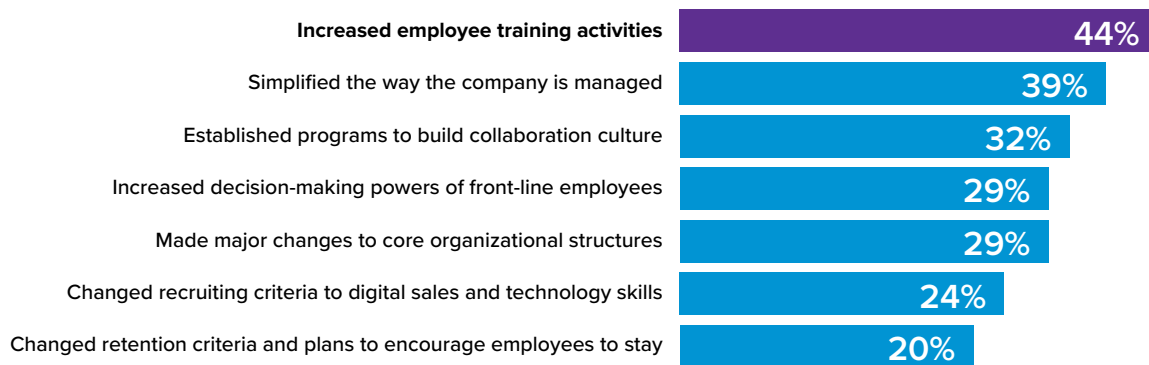 Increased employee training activities 44%
Simplified the way the company is managed 39%
Established programs to build collaboration culture 32%
Increased decision-making powers of front-line employees 29%
Made major changes to core organizational structures 29%
Changed recruiting criteria to digital sales and technology skills 24%
Changed retention criteria and plans to encourage employees to stay 20%